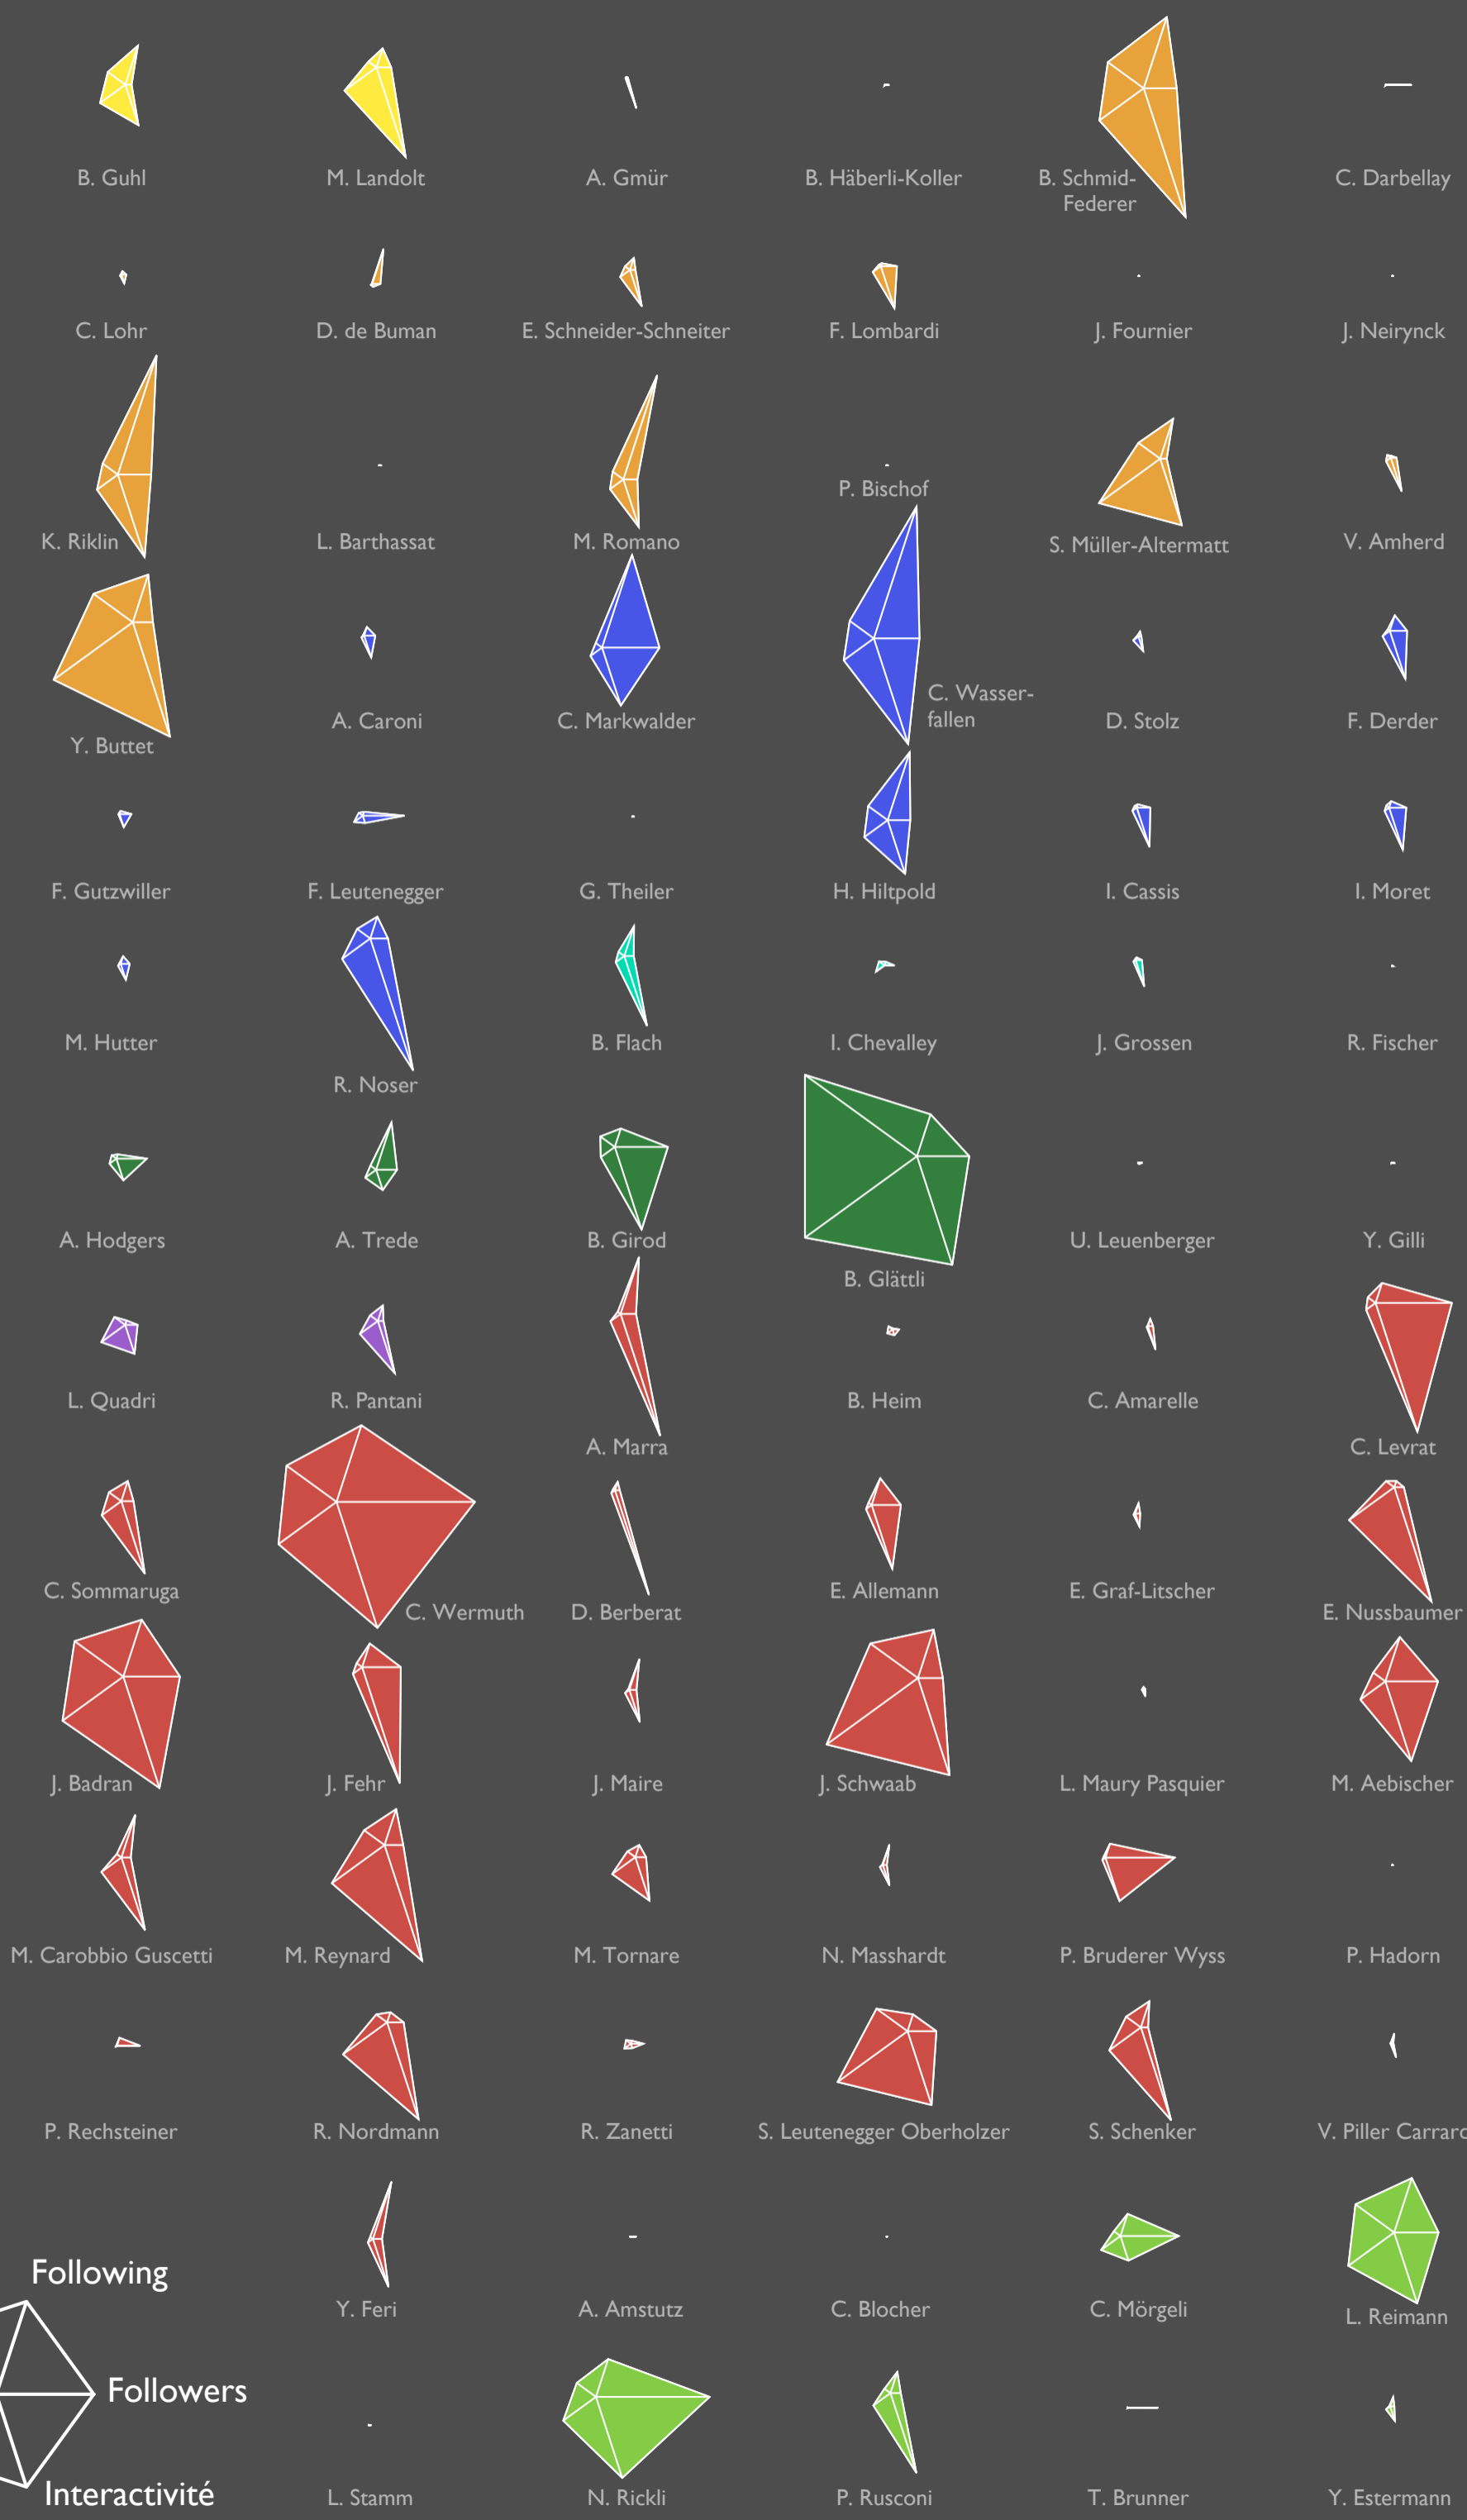 B. Guhl
M. Landolt
A. Gmür
B. Häberli-Koller
B. Schmid-
Federer
C. Darbellay
C. Lohr
D. de Buman
E. Schneider-Schneiter
F. Lombardi
J. Fournier
J. Neirynck
K. Riklin
L. Barthassat
M. Romano
P. Bischof
S. Müller-Altermatt
V. Amherd
Y. Buttet
A. Caroni
C. Markwalder
C. Wasser-
fallen
D. Stolz
F. Derder
F. Gutzwiller
F. Leutenegger
G. Theiler
H. Hiltpold
I. Cassis
I. Moret
M. Hutter
R. Noser
B. Flach
I. Chevalley
J. Grossen
R. Fischer
A. Hodgers
A. Trede
B. Girod
B. Glättli
U. Leuenberger
Y. Gilli
L. Quadri
R. Pantani
A. Marra
B. Heim
C. Amarelle
C. Levrat
C. Sommaruga
C. Wermuth
D. Berberat
E. Allemann
E. Graf-Litscher
E. Nussbaumer
J. Badran
J. Fehr
J. Maire
J. Schwaab
L. Maury Pasquier
M. Aebischer
M. Carobbio Guscetti
M. Reynard
M. Tornare
N. Masshardt
P. Bruderer Wyss
P. Hadorn
P. Rechsteiner
R. Nordmann
R. Zanetti
S. Leutenegger Oberholzer
S. Schenker
V. Piller Carrard
Y. Feri
A. Amstutz
C. Blocher
C. Mörgeli
L. Reimann
Following
Followers
Interactivité
L. Stamm
N. Rickli
P. Rusconi
T. Brunner
Y. Estermann